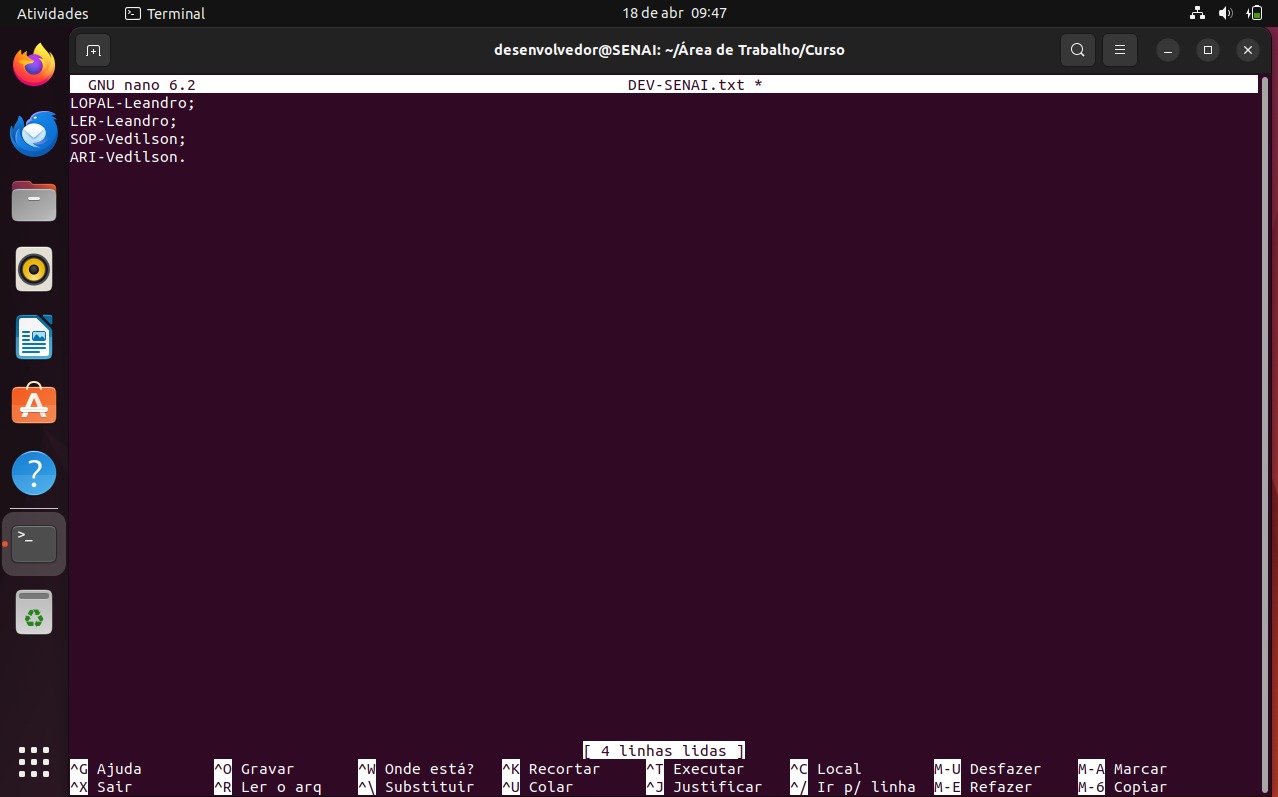 Atividades Terminal 18 de abr 09:47
desenvolvedor@SENAI: ~/Área de Trabalho/Curso
GNU nano 6.2 DEV-SENAI.txt *
LOPAL-Leandro;
LER-Leandro;
SOP-Vedilson;
ARI-Vedilson.
[ 4 linhas lidas ]
^G Ajuda ^O Gravar ^W Onde está? ^K Recortar ^T Executar ^C Local M-U Desfazer M-A Marcar
^X Sair ^R Ler o arq ^\ Substituir ^U Colar ^J Justificar ^/ Ir p/ linha M-E Refazer M-6 Copiar